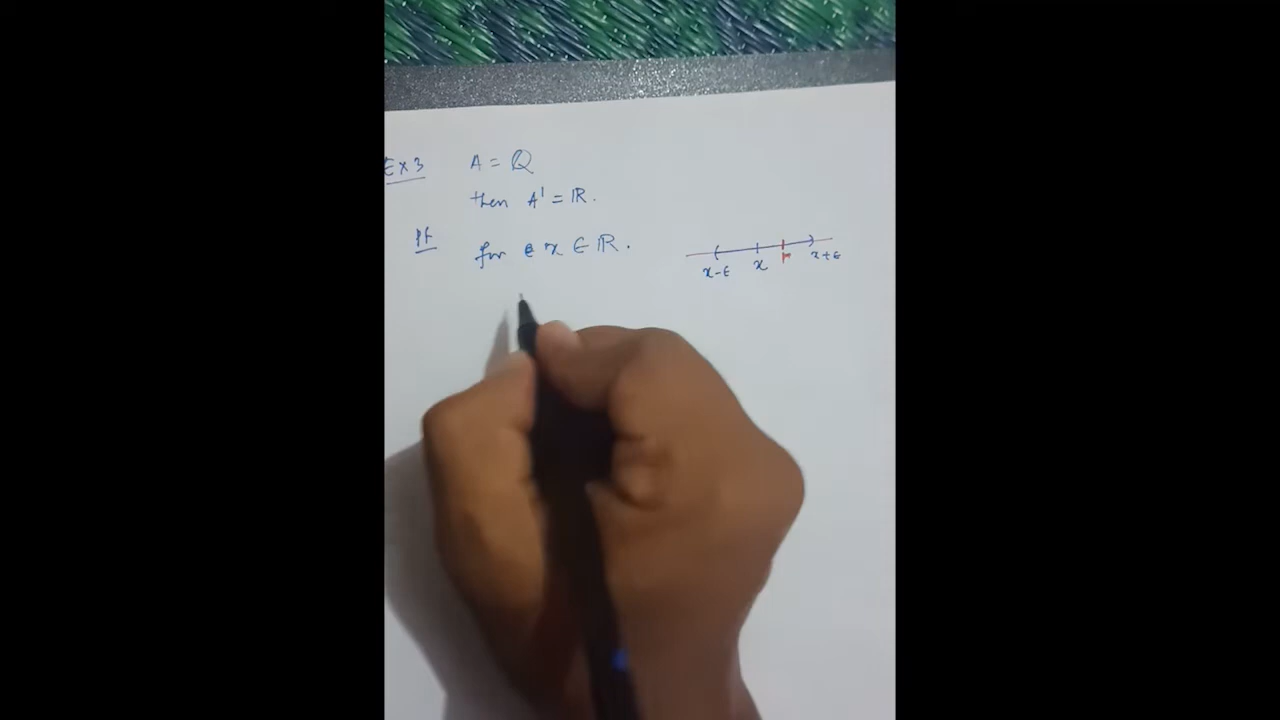 Ex 3 A = ℚ
then A' = ℝ.
Pf for x ∈ ℝ.
x-ε x r x+ε